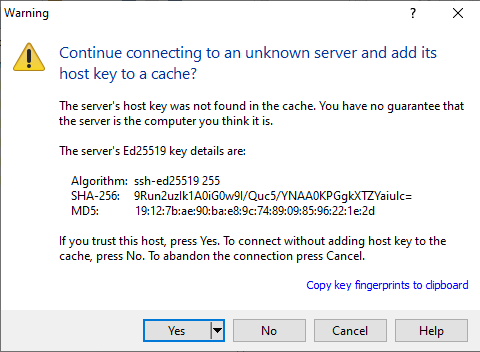 Warning
Continue connecting to an unknown server and add its
host key to a cache?
The server's host key was not found in the cache. You have no guarantee that
the server is the computer you think it is.
The server's Ed25519 key details are:
Algorithm: ssh-ed25519 255
SHA-256: 9Run2uzlk1A0iG0w9I/Quc5/YNAA0KPGgkXTZYaiuIc=
MD5: 19:12:7b:ae:90:ba:e8:9c:74:89:09:85:96:22:1e:2d
If you trust this host, press Yes. To connect without adding host key to the
cache, press No. To abandon the connection press Cancel.
Copy key fingerprints to clipboard
Yes
No
Cancel
Help